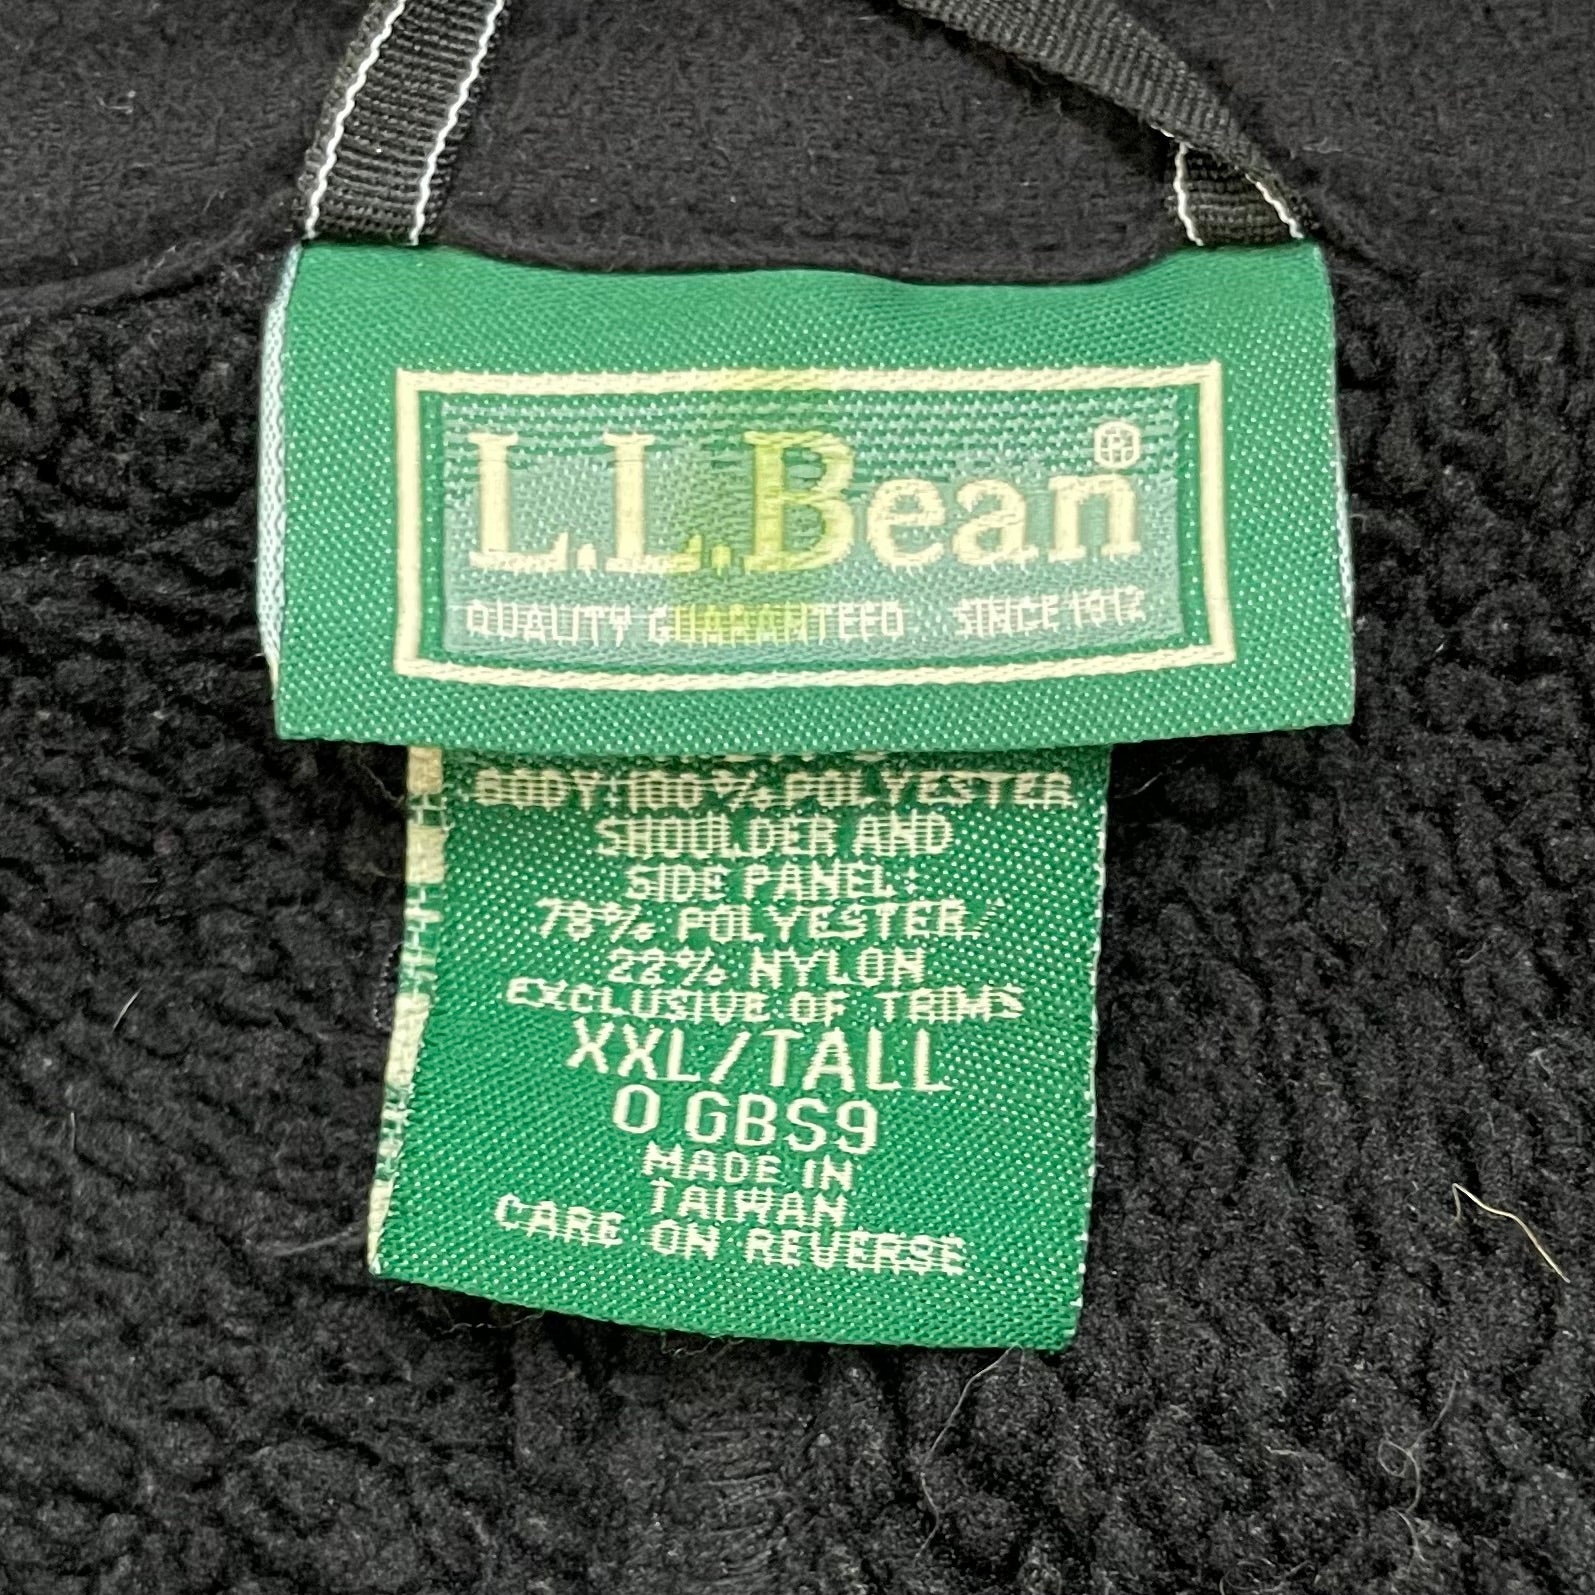 L.L.Bean®
QUALITY GUARANTEED SINCE 1912
BODY:100% POLYESTER
SHOULDER AND
SIDE PANEL:
78% POLYESTER/
22% NYLON
EXCLUSIVE OF TRIMS
XXL/TALL
0 GBS9
MADE IN
TAIWAN
CARE ON REVERSE